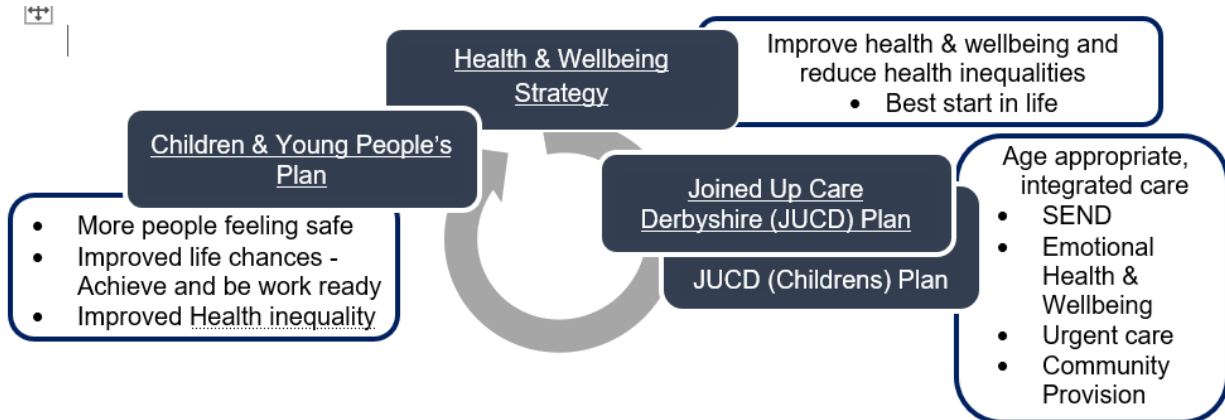 Health & Wellbeing
Strategy
Improve health & wellbeing and
reduce health inequalities
• Best start in life
Children & Young People’s
Plan
• More people feeling safe
• Improved life chances -
Achieve and be work ready
• Improved Health inequality
Joined Up Care
Derbyshire (JUCD) Plan
JUCD (Childrens) Plan
Age appropriate,
integrated care
• SEND
• Emotional
Health &
Wellbeing
• Urgent care
• Community
Provision